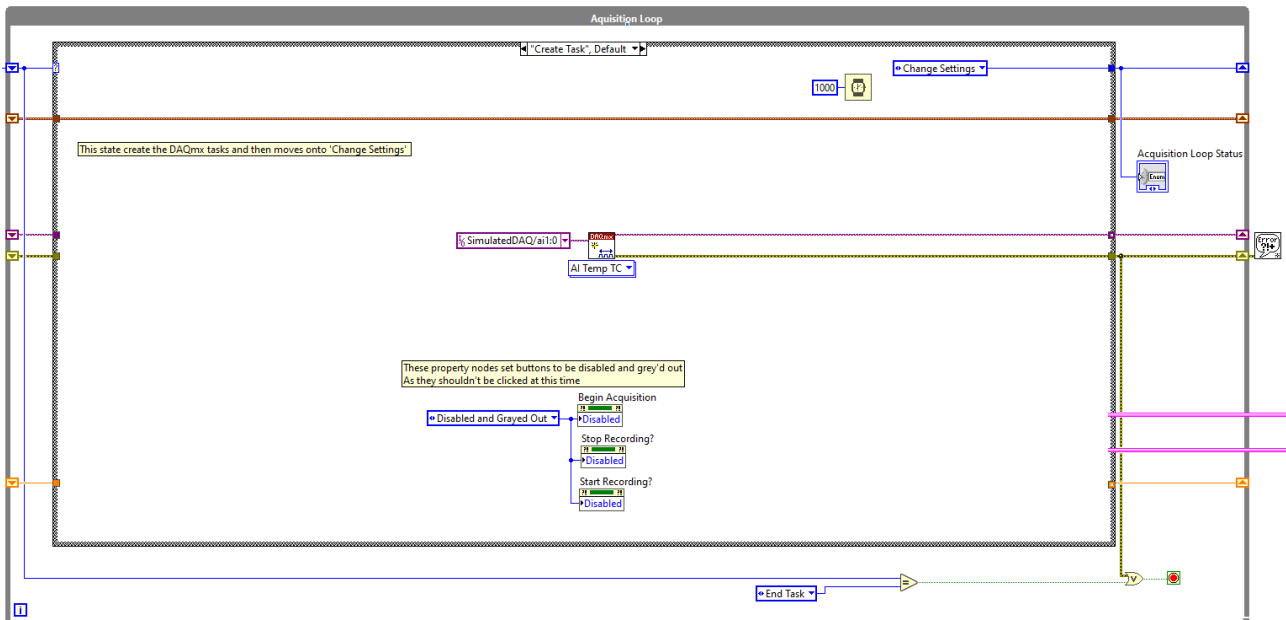 Aquisition Loop
"Create Task", Default
Change Settings
1000
This state create the DAQmx tasks and then moves onto 'Change Settings'
Acquisition Loop Status
Enum
SimulatedDAQ/ai1:0
DAQmx
Error
?!+
AI Temp TC
These property nodes set buttons to be disabled and grey'd out
As they shouldn't be clicked at this time
Begin Acquisition
Disabled and Grayed Out
Disabled
Stop Recording?
Disabled
Start Recording?
Disabled
End Task
i